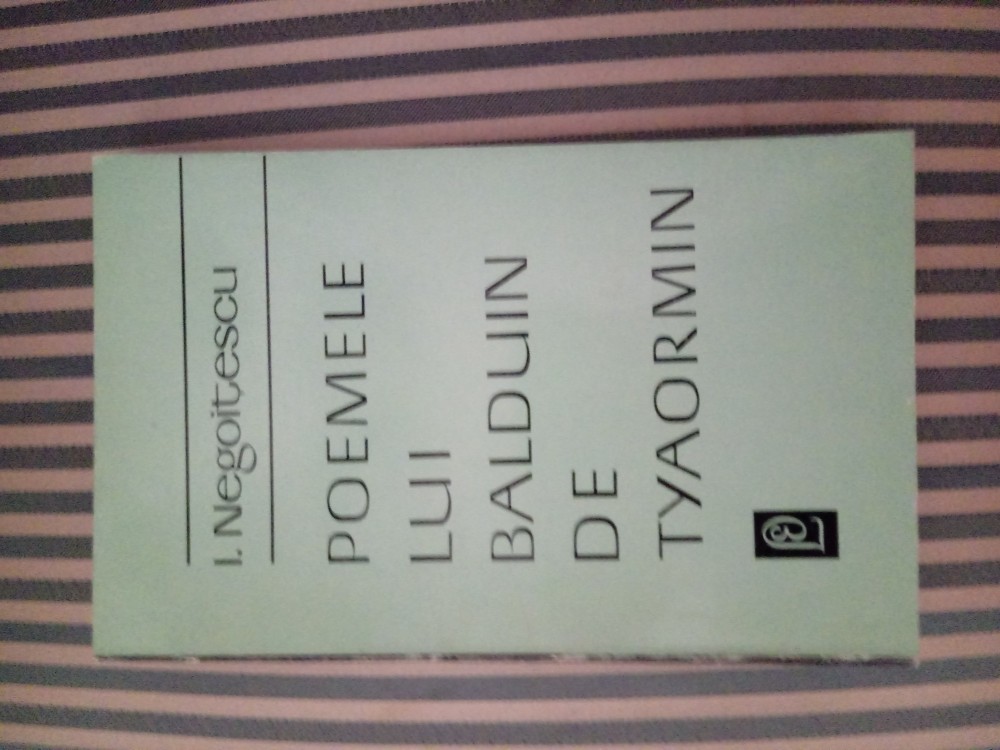 I. Negoițescu
POEMELE
LUI
BALDUIN
DE
TYAORMIN